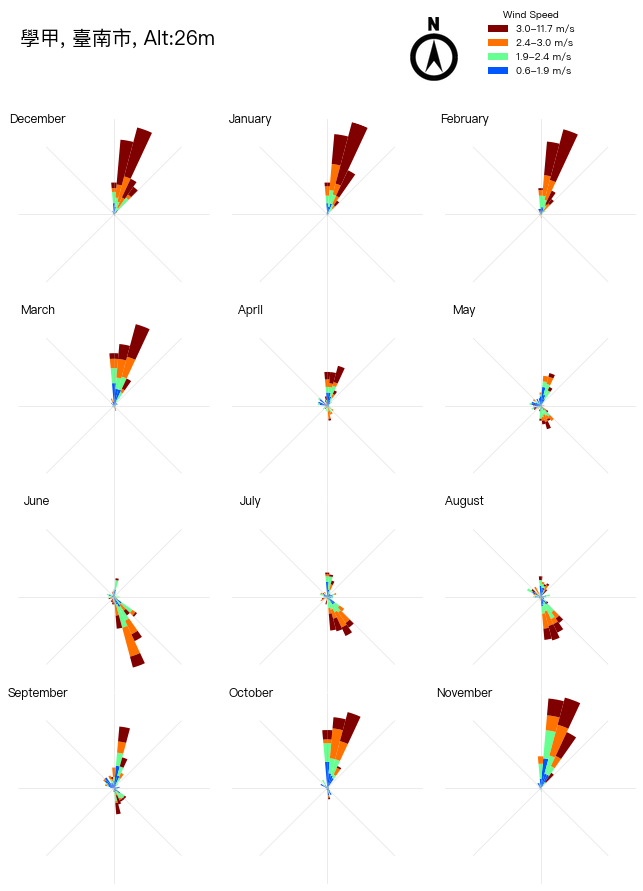 學甲, 臺南市, Alt:26m
N
Wind Speed
3.0–11.7 m/s
2.4–3.0 m/s
1.9–2.4 m/s
0.6–1.9 m/s
December
January
February
March
April
May
June
July
August
September
October
November